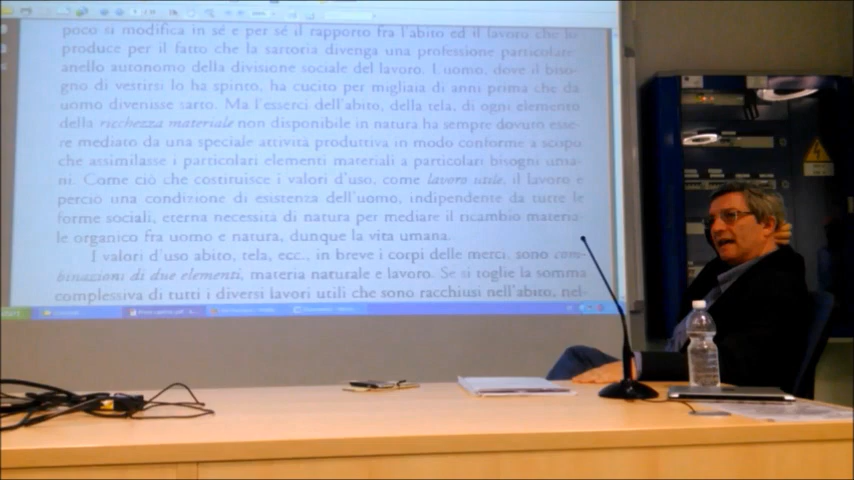 poco si modifica in sé e per sé il rapporto fra l'abito ed il lavoro che lo
produce per il fatto che la sartoria divenga una professione particolare
anello autonomo della divisione sociale del lavoro. L'uomo, dove il biso-
gno di vestirsi lo ha spinto, ha cucito per migliaia di anni prima che da
uomo divenisse sarto. Ma l'esserci dell'abito, della tela, di ogni elemento
della ricchezza materiale non disponibile in natura ha sempre dovuto esse-
re mediato da una speciale attività produttiva in modo conforme a scopo
che assimilasse i particolari elementi materiali a particolari bisogni uma-
ni. Come ciò che costituisce i valori d'uso, come lavoro utile, il lavoro è
perciò una condizione di esistenza dell'uomo, indipendente da tutte le
forme sociali, eterna necessità di natura per mediare il ricambio materia-
le organico fra uomo e natura, dunque la vita umana.
I valori d'uso abito, tela, ecc., in breve i corpi delle merci, sono com-
binazioni di due elementi, materia naturale e lavoro. Se si toglie la somma
complessiva di tutti i diversi lavori utili che sono racchiusi nell'abito, nel-